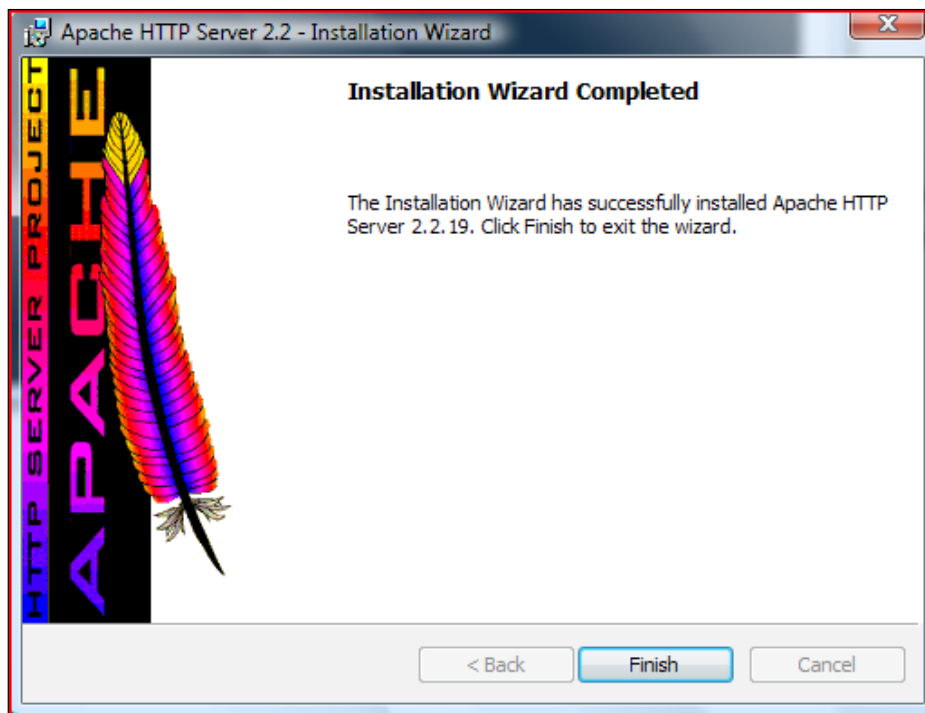 Apache HTTP Server 2.2 - Installation Wizard
HTTP SERVER PROJECT
APACHE
Installation Wizard Completed
The Installation Wizard has successfully installed Apache HTTP
Server 2.2.19. Click Finish to exit the wizard.
< Back
Finish
Cancel